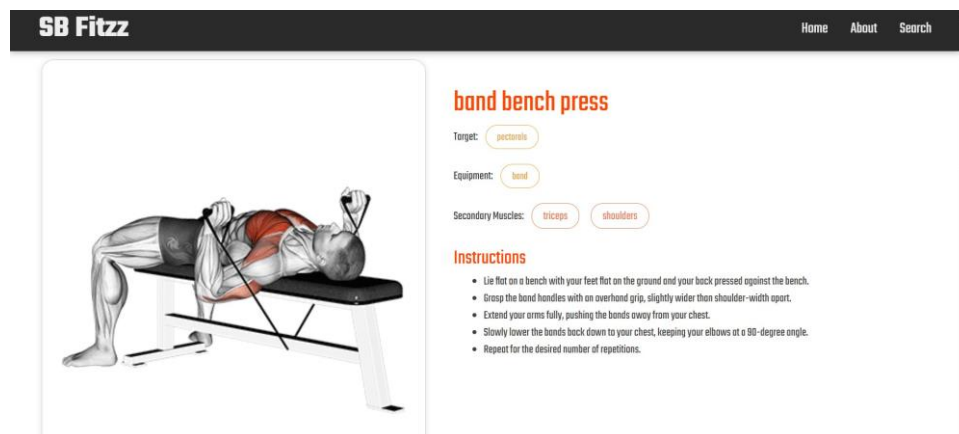 SB Fitzz
Home About Search
band bench press
Target: pectorals
Equipment: band
Secondary Muscles: triceps shoulders
Instructions
• Lie flat on a bench with your feet flat on the ground and your back pressed against the bench.
• Grasp the band handles with an overhand grip, slightly wider than shoulder-width apart.
• Extend your arms fully, pushing the bands away from your chest.
• Slowly lower the bands back down to your chest, keeping your elbows at a 90-degree angle.
• Repeat for the desired number of repetitions.